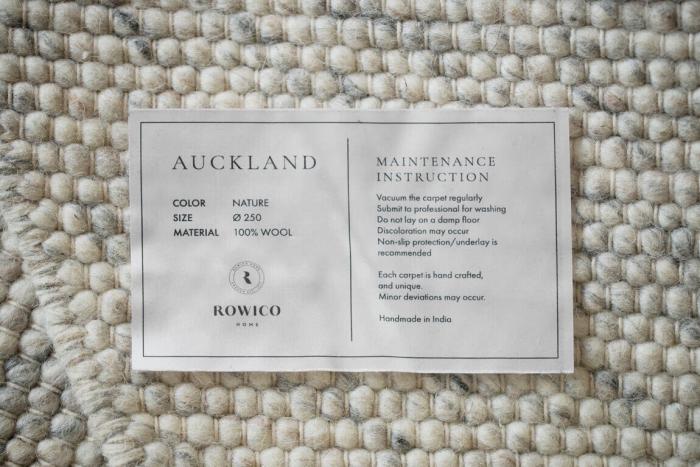 AUCKLAND
COLOR NATURE
SIZE Ø 250
MATERIAL 100% WOOL
R
ROWICO
HOME
MAINTENANCE
INSTRUCTION
Vacuum the carpet regularly
Submit to professional for washing
Do not lay on a damp floor
Discoloration may occur
Non-slip protection/underlay is
recommended
Each carpet is hand crafted,
and unique.
Minor deviations may occur.
Handmade in India